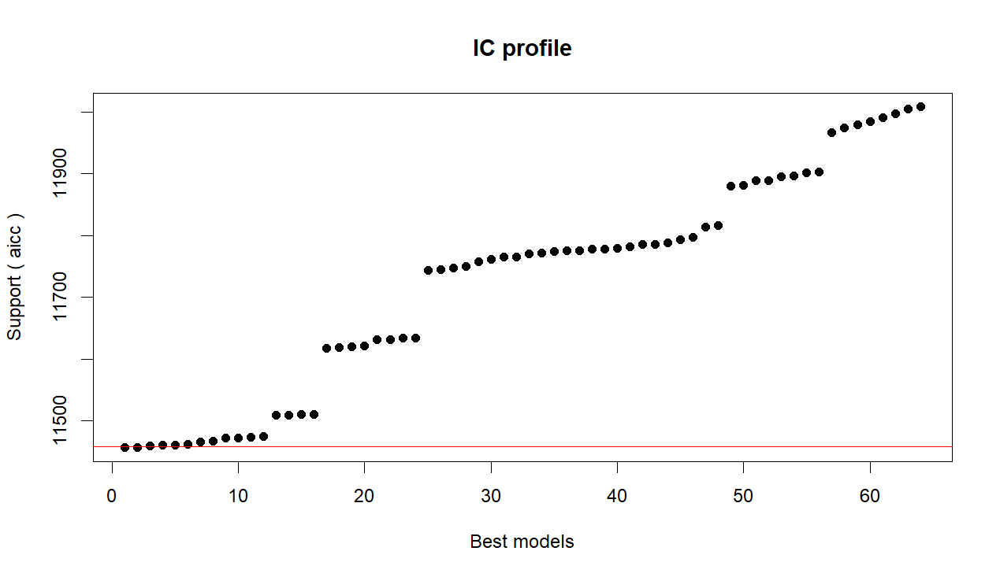 IC profile
Support ( aicc )
11900
11700
11500
0 10 20 30 40 50 60
Best models